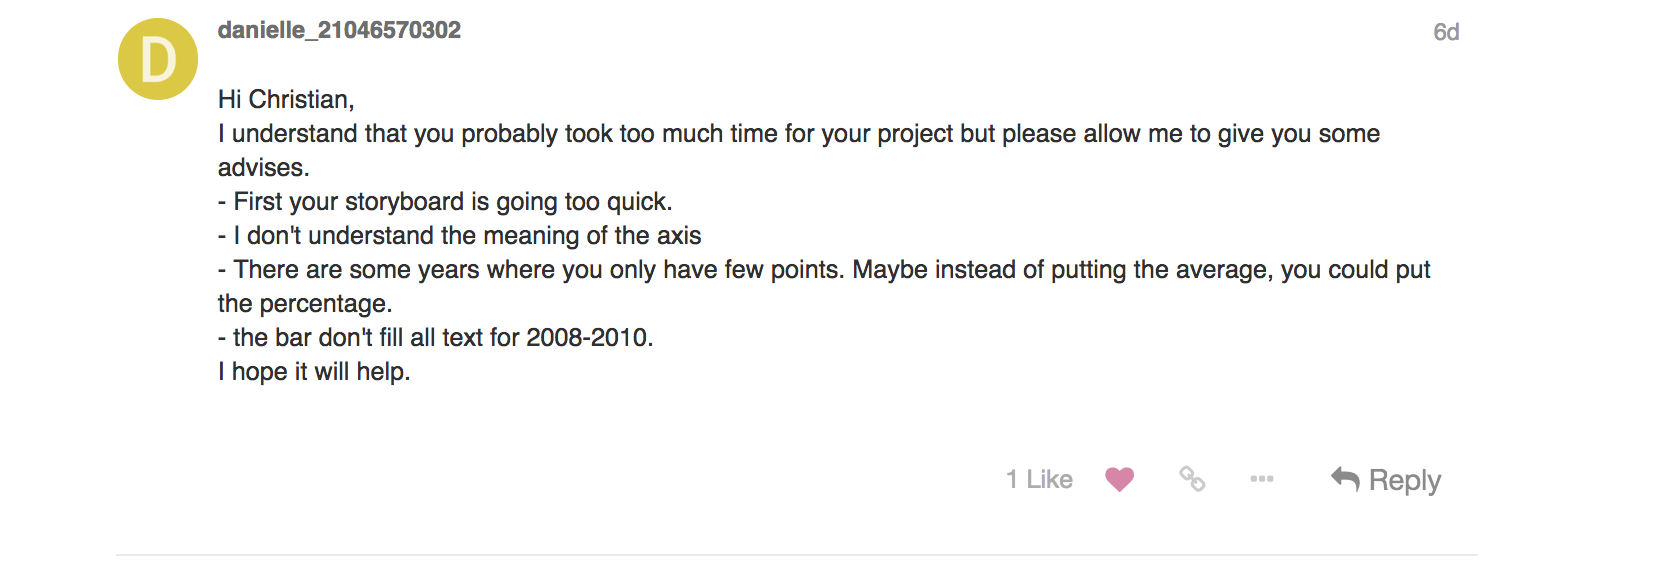 D
danielle_21046570302
6d
Hi Christian,
I understand that you probably took too much time for your project but please allow me to give you some
advises.
- First your storyboard is going too quick.
- I don't understand the meaning of the axis
- There are some years where you only have few points. Maybe instead of putting the average, you could put
the percentage.
- the bar don't fill all text for 2008-2010.
I hope it will help.
1 Like
Reply